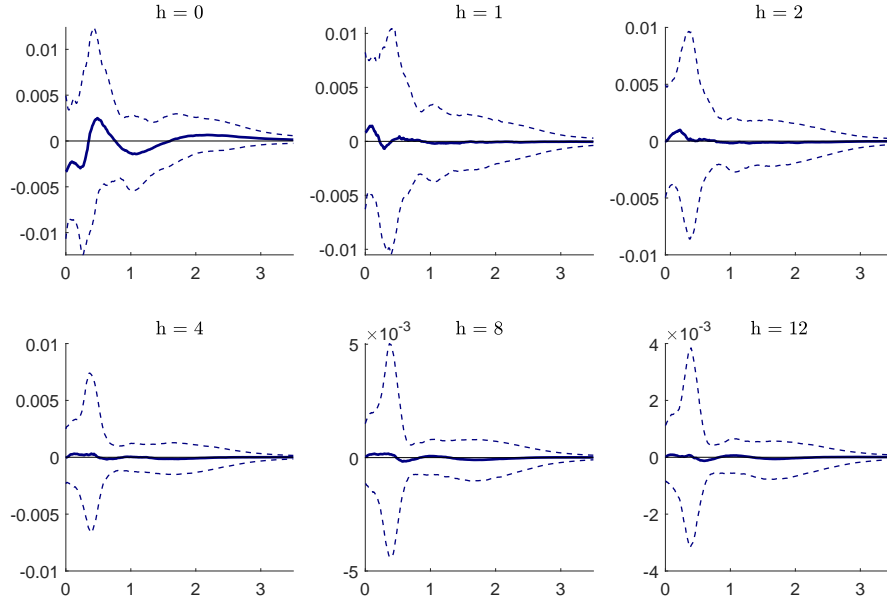 h = 0
0.01
0.005
0
-0.005
-0.01
0 1 2 3
h = 1
0.01
0.005
0
-0.005
-0.01
0 1 2 3
h = 2
0.01
0.005
0
-0.005
-0.01
0 1 2 3
h = 4
0.01
0.005
0
-0.005
-0.01
0 1 2 3
h = 8
×10⁻³
5
0
-5
0 1 2 3
h = 12
×10⁻³
4
2
0
-2
-4
0 1 2 3